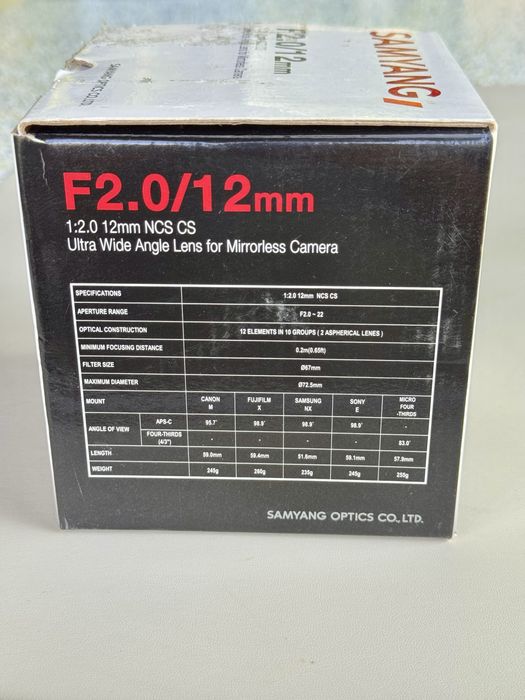 SAMYANG
F2.0/12mm
SAMYANG OPTICS CO.,LTD.
F2.0/12mm
1:2.0 12mm NCS CS
Ultra Wide Angle Lens for Mirrorless Camera
SPECIFICATIONS 1:2.0 12mm NCS CS
APERTURE RANGE F2.0 ~ 22
OPTICAL CONSTRUCTION 12 ELEMENTS IN 10 GROUPS ( 2 ASPHERICAL LENES )
MINIMUM FOCUSING DISTANCE 0.2m(0.65ft)
FILTER SIZE Ø67mm
MAXIMUM DIAMETER Ø72.5mm
MOUNT CANON M FUJIFILM X SAMSUNG NX SONY E MICRO FOUR -THIRDS
ANGLE OF VIEW APS-C 95.7˚ 98.9˚ 98.9˚ 98.9˚ -
FOUR-THIRDS (4/3") - - - - 83.0˚
LENGTH 59.0mm 59.4mm 51.6mm 59.1mm 57.9mm
WEIGHT 245g 260g 235g 245g 255g
SAMYANG OPTICS CO., LTD.